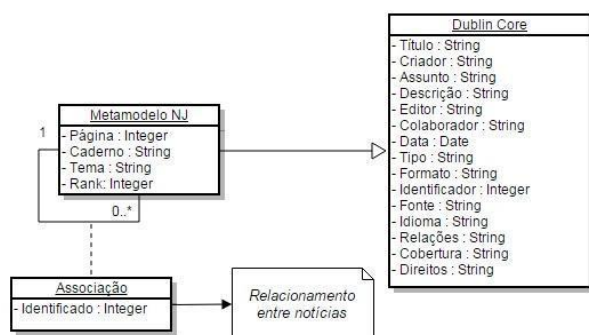 Dublin Core
- Título : String
- Criador : String
- Assunto : String
- Descrição : String
- Editor : String
- Colaborador : String
- Data : Date
- Tipo : String
- Formato : String
- Identificador : Integer
- Fonte : String
- Idioma : String
- Relações : String
- Cobertura : String
- Direitos : String
Metamodelo NJ
- Página : Integer
- Caderno : String
- Tema : String
- Rank: Integer
1
0..*
Associação
- Identificado : Integer
Relacionamento
entre notícias